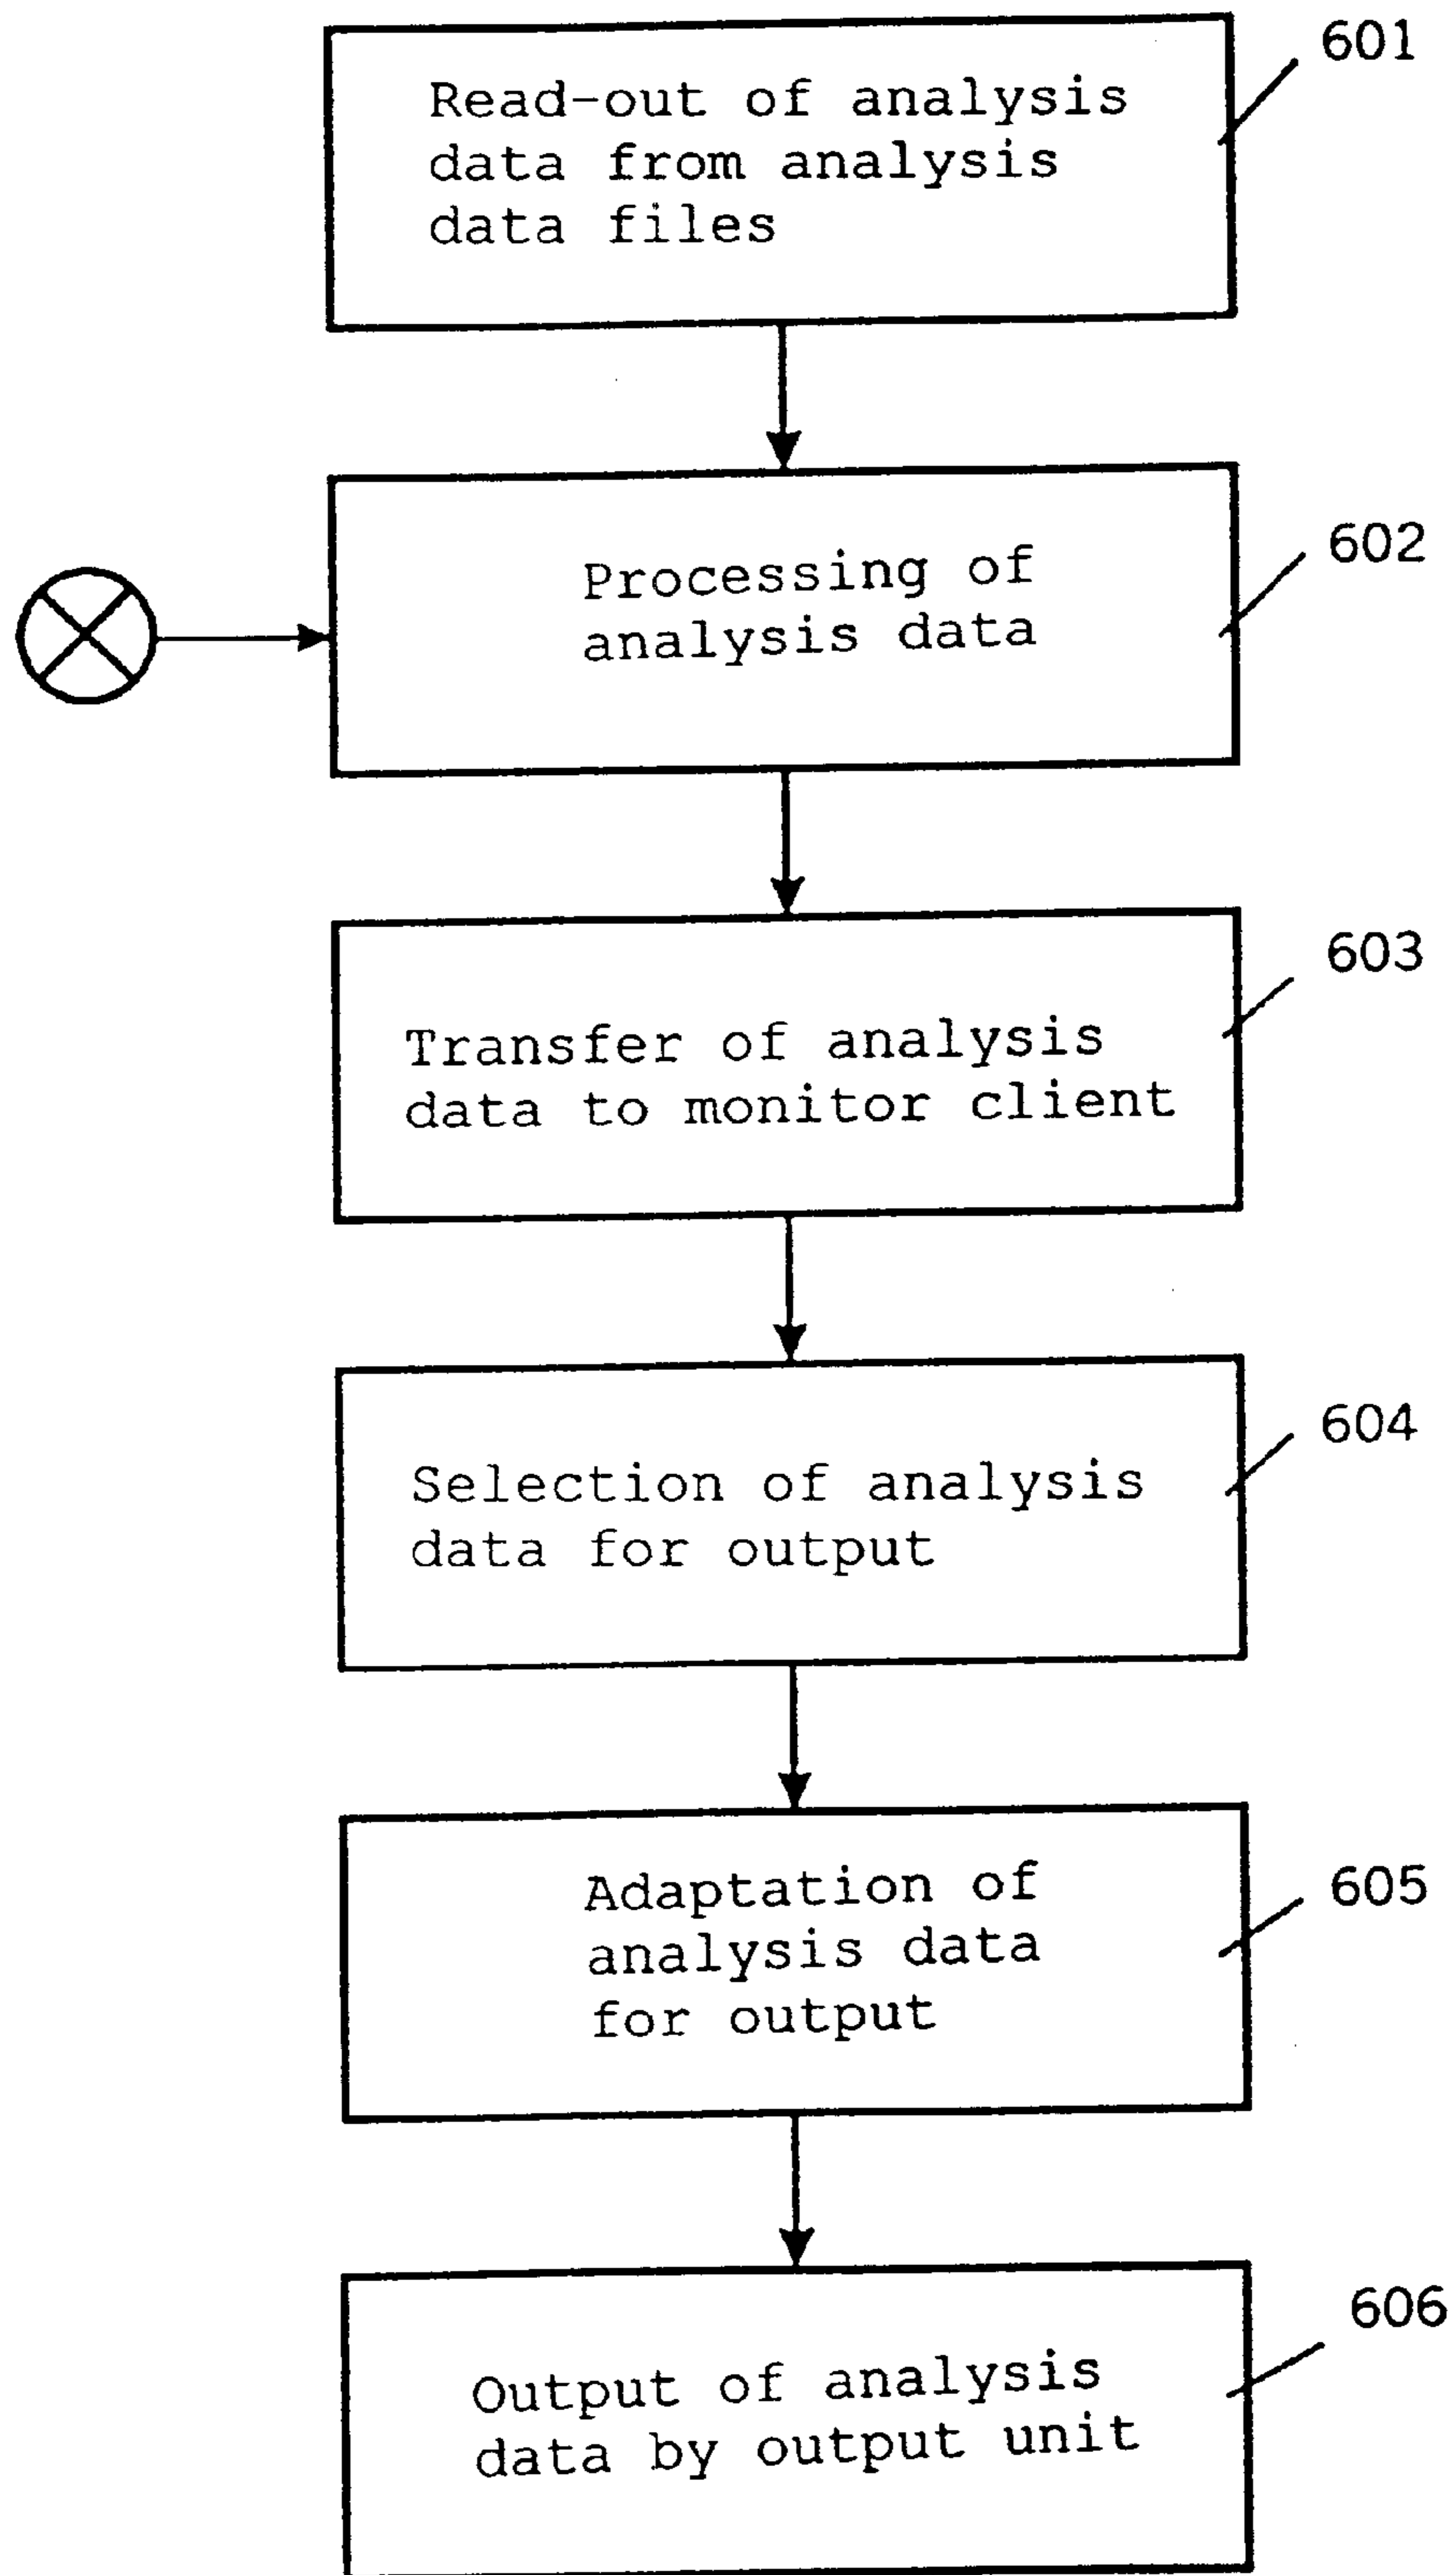 601
Read-out of analysis
data from analysis
data files
602
Processing of
analysis data
603
Transfer of analysis
data to monitor client
604
Selection of analysis
data for output
605
Adaptation of
analysis data
for output
606
Output of analysis
data by output unit